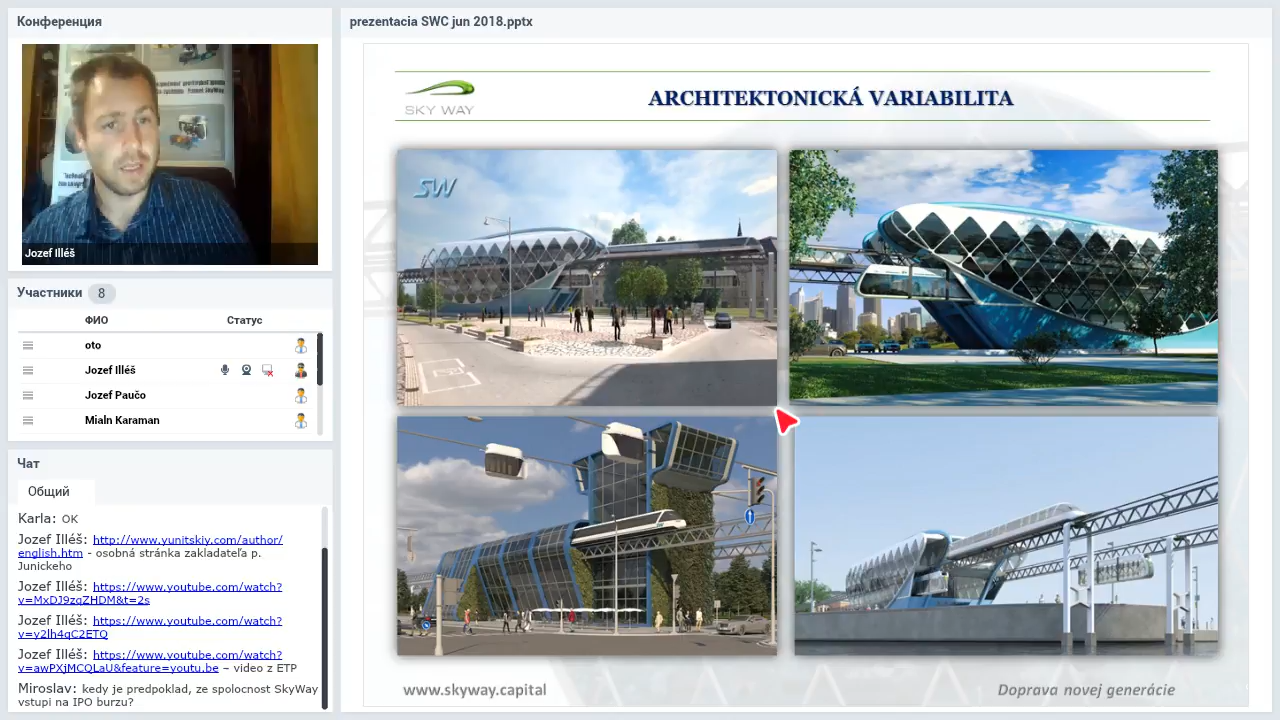 Конференция
Jozef Illéš
Участники 8
ФИО Статус
oto
Jozef Illéš
Jozef Paučo
Mialn Karaman
Чат
Общий
Karla: OK
Jozef Illéš: http://www.yunitskiy.com/author/
english.htm - osobná stránka zakladateľa p.
Junickeho
Jozef Illéš: https://www.youtube.com/watch?
v=MxDJ9zqZHDM&t=2s
Jozef Illéš: https://www.youtube.com/watch?
v=y2lh4qC2ETQ
Jozef Illéš: https://www.youtube.com/watch?
v=awPXjMCQLaU&feature=youtu.be – video z ETP
Miroslav: kedy je predpoklad, ze spolocnost SkyWay
vstupi na IPO burzu?
prezentacia SWC jun 2018.pptx
SKY WAY
ARCHITEKTONICKÁ VARIABILITA
SW
www.skyway.capital
Doprava novej generácie